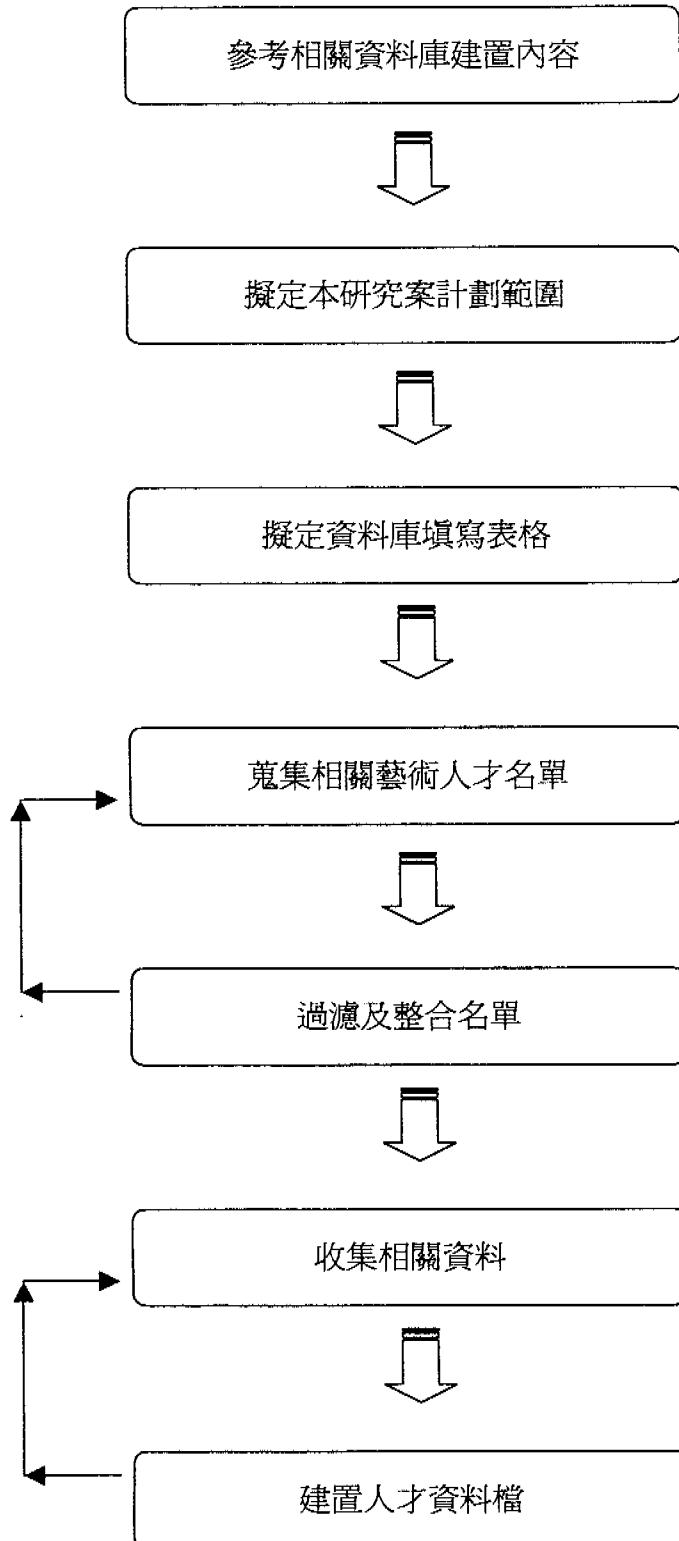 參考相關資料庫建置內容
擬定本研究案計劃範圍
擬定資料庫填寫表格
蒐集相關藝術人才名單
過濾及整合名單
收集相關資料
建置人才資料檔